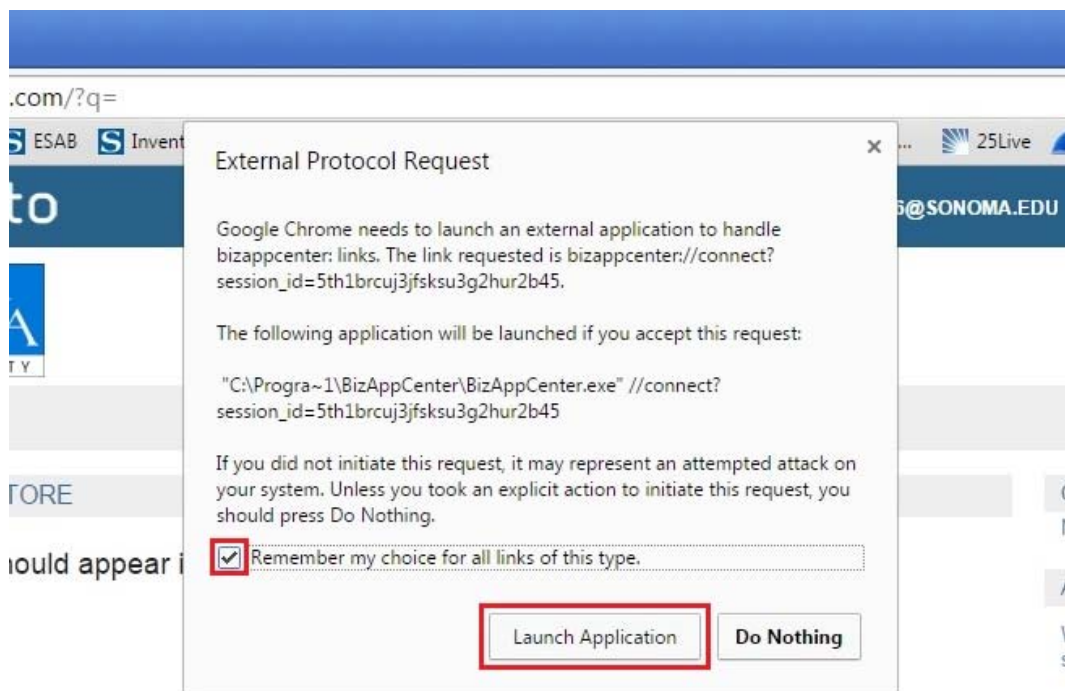 .com/?q=
ESAB S Invent ... 25Live
to
6@SONOMA.EDU
A
TY
External Protocol Request
Google Chrome needs to launch an external application to handle
bizappcenter: links. The link requested is bizappcenter://connect?
session_id=5th1brcuj3jfsksu3g2hur2b45.
The following application will be launched if you accept this request:
"C:\Progra~1\BizAppCenter\BizAppCenter.exe" //connect?
session_id=5th1brcuj3jfsksu3g2hur2b45
If you did not initiate this request, it may represent an attempted attack on
your system. Unless you took an explicit action to initiate this request, you
should press Do Nothing.
TORE
Remember my choice for all links of this type.
hould appear i
Launch Application Do Nothing